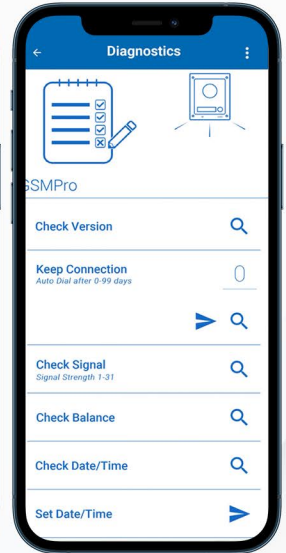 Diagnostics
GSMPro
Check Version
Keep Connection
0
Auto Dial after 0-99 days
Check Signal
Signal Strength 1-31
Check Balance
Check Date/Time
Set Date/Time